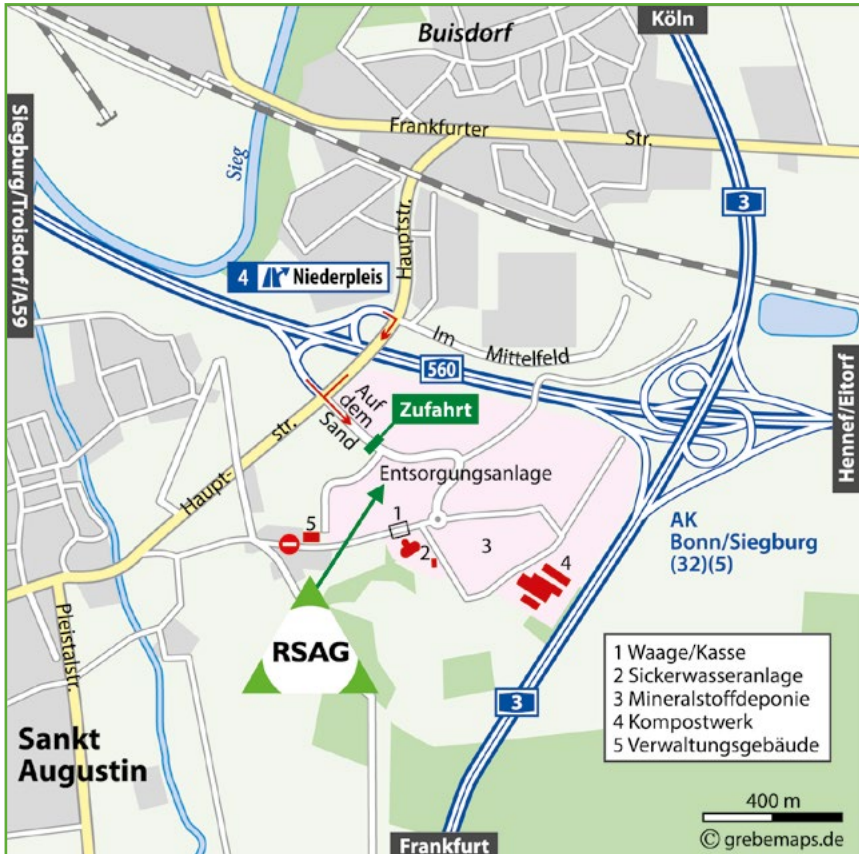 Buisdorf
Köln
Siegburg/Troisdorf/A59
Sieg
Frankfurter
Str.
3
Hauptstr.
4 Niederpleis
Im
Mittelfeld
560
Auf
dem
Sand
Zufahrt
Haupt-
str.
Hennef/Eitorf
Entsorgungsanlage
1
5
2
3
4
AK
Bonn/Siegburg
(32)(5)
RSAG
Pleistalstr.
3
1 Waage/Kasse
2 Sickerwasseranlage
3 Mineralstoffdeponie
4 Kompostwerk
5 Verwaltungsgebäude
Sankt
Augustin
400 m
Frankfurt
© grebemaps.de